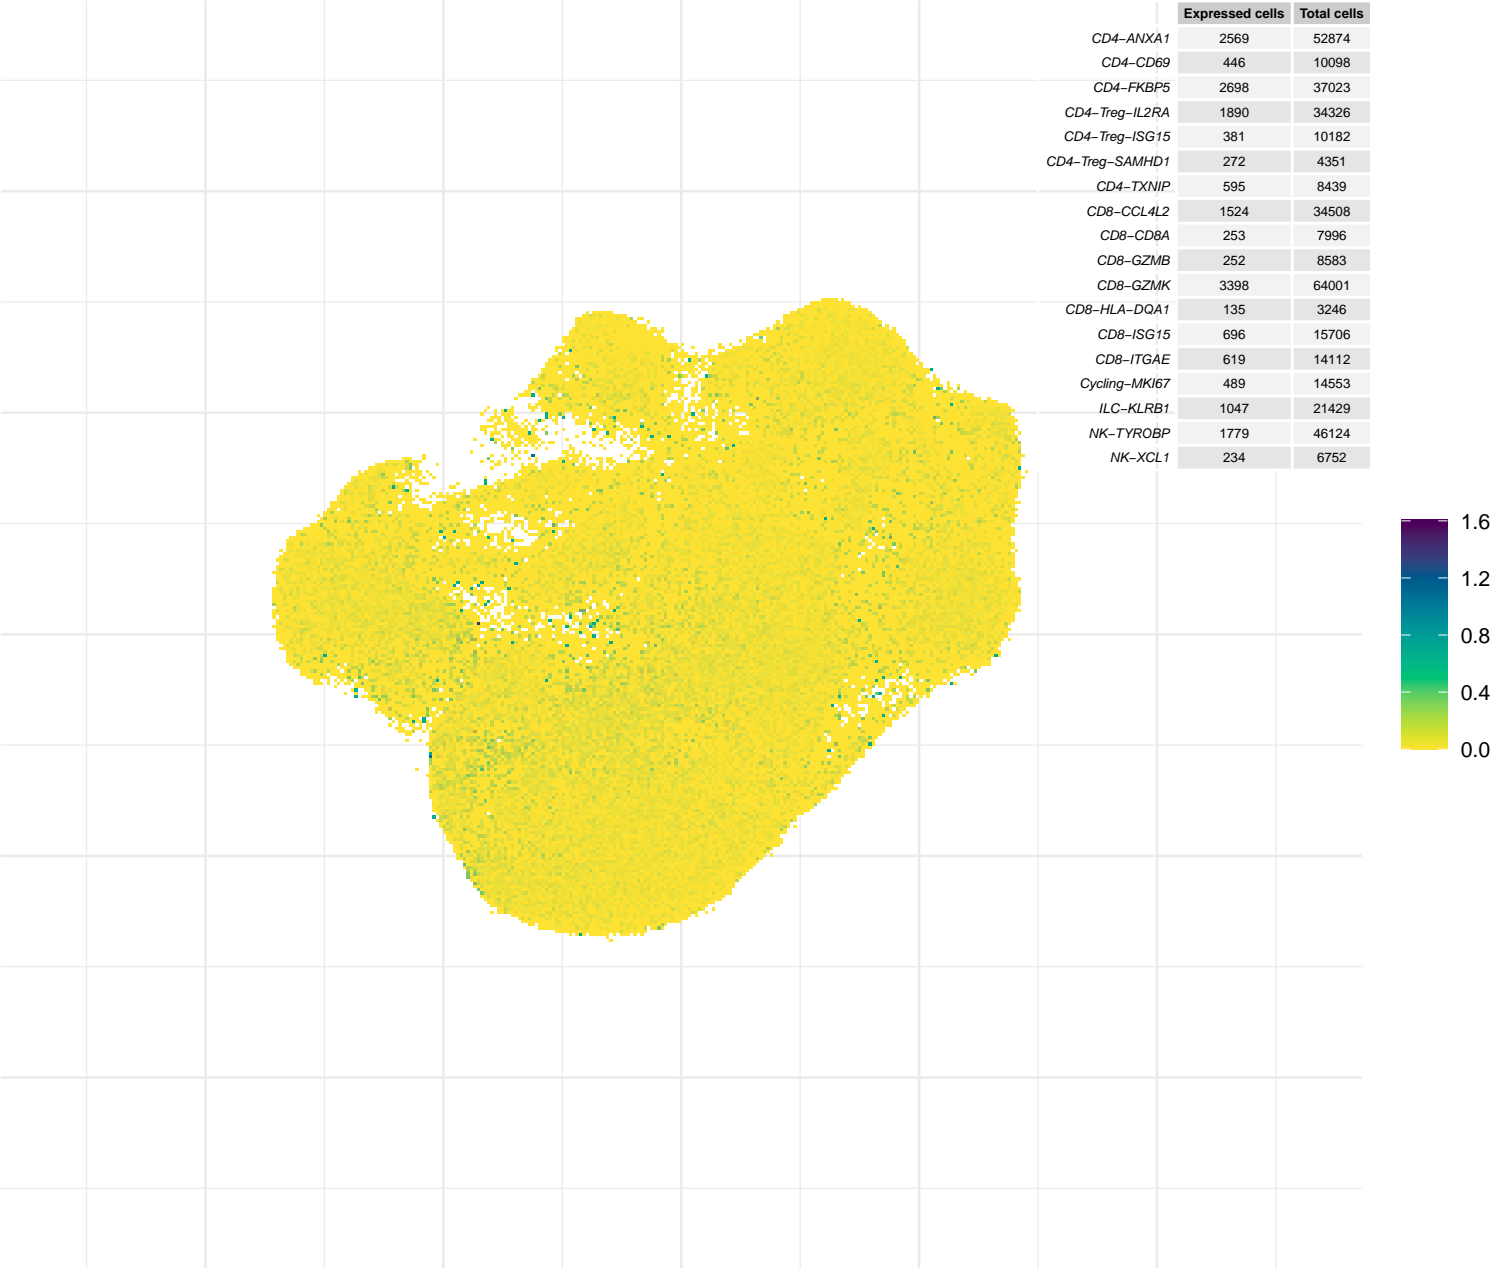 Expressed cells Total cells
CD4−ANXA1 2569 52874
CD4−CD69 446 10098
CD4−FKBP5 2698 37023
CD4−Treg−IL2RA 1890 34326
CD4−Treg−ISG15 381 10182
CD4−Treg−SAMHD1 272 4351
CD4−TXNIP 595 8439
CD8−CCL4L2 1524 34508
CD8−CD8A 253 7996
CD8−GZMB 252 8583
CD8−GZMK 3398 64001
CD8−HLA−DQA1 135 3246
CD8−ISG15 696 15706
CD8−ITGAE 619 14112
Cycling−MKI67 489 14553
ILC−KLRB1 1047 21429
NK−TYROBP 1779 46124
NK−XCL1 234 6752
1.6
1.2
0.8
0.4
0.0